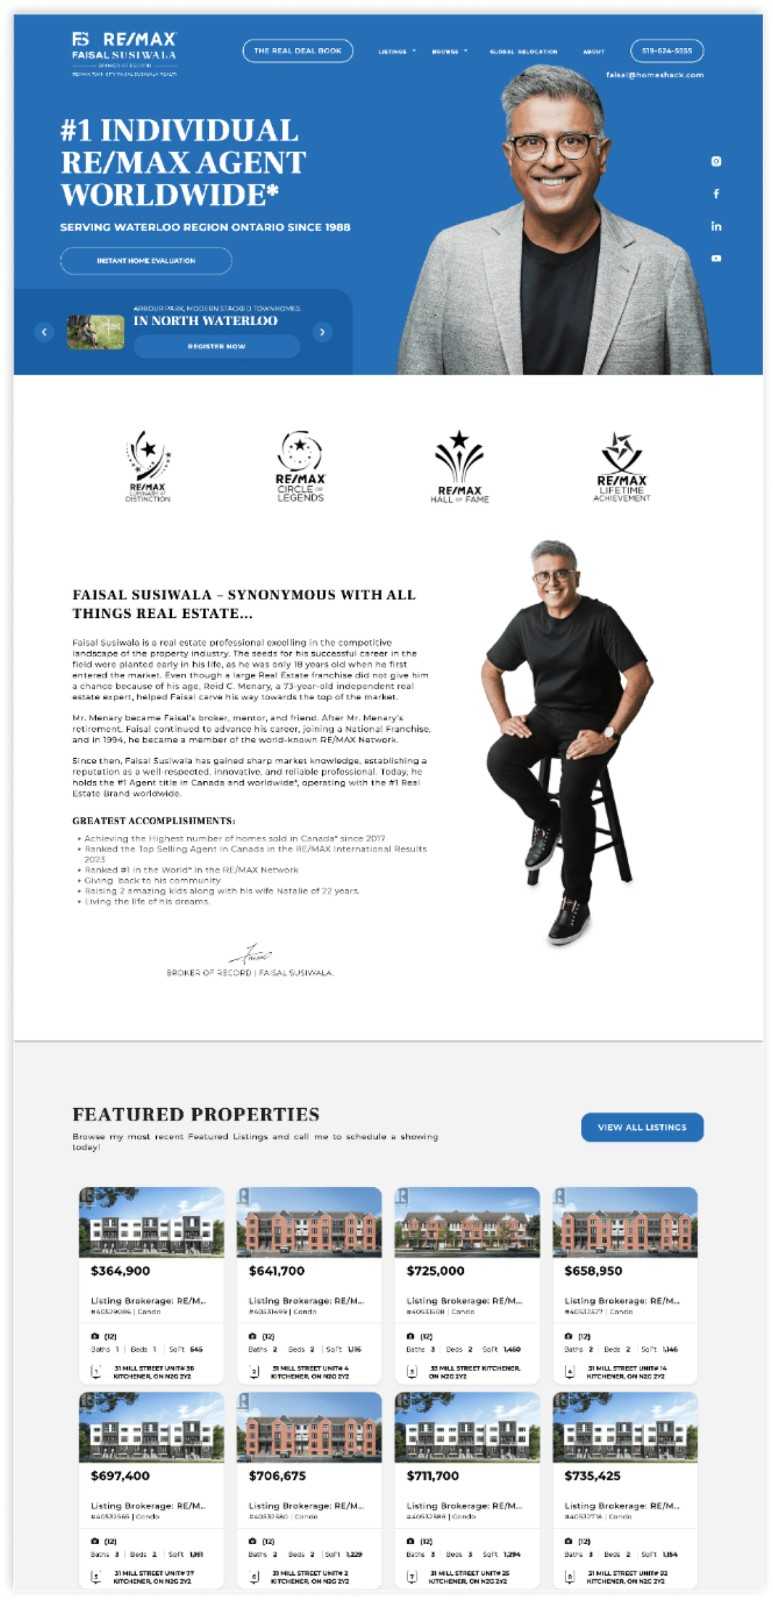 FS RE/MAX
FAISAL SUSIWALA
THE REAL DEAL BOOK
LISTINGS
BROWSE
GLOBAL RELOCATION
ABOUT
519-624-5555
faisal@homeshack.com
#1 INDIVIDUAL
RE/MAX AGENT
WORLDWIDE*
SERVING WATERLOO REGION ONTARIO SINCE 1988
INSTANT HOME EVALUATION
ARBOUR PARK, MODERN STACKED TOWNHOMES
IN NORTH WATERLOO
REGISTER NOW
RE/MAX
LUMINARY OF
DISTINCTION
RE/MAX
CIRCLE OF
LEGENDS
RE/MAX
HALL OF FAME
RE/MAX
LIFETIME
ACHIEVEMENT
FAISAL SUSIWALA – SYNONYMOUS WITH ALL
THINGS REAL ESTATE...
Faisal Susiwala is a real estate professional excelling in the competitive
landscape of the property industry. The seeds for his successful career in the
field were planted early in his life, as he was only 18 years old when he first
entered the market. Even though a large Real Estate franchise did not give him
a chance because of his age, Reid C. Menary, a 73-year-old independent real
estate expert, helped Faisal carve his way towards the top of the market.
Mr. Menary became Faisal's broker, mentor, and friend. After Mr. Menary's
retirement, Faisal continued to advance his career, joining a National Franchise,
and in 1994, he became a member of the world-known RE/MAX Network.
Since then, Faisal Susiwala has gained sharp market knowledge, establishing a
reputation as a well-respected, innovative, and reliable professional. Today, he
holds the #1 Agent title in Canada and worldwide*, operating with the #1 Real
Estate Brand worldwide.
GREATEST ACCOMPLISHMENTS:
• Achieving the Highest number of homes sold in Canada* since 2017
• Ranked the Top Selling Agent in Canada in the RE/MAX International Results
2023
• Ranked #1 in the World* in the RE/MAX Network
• Giving back to his community
• Raising 2 amazing kids along with his wife Natalie of 22 years.
• Living the life of his dreams.
Faisal
BROKER OF RECORD | FAISAL SUSIWALA.
FEATURED PROPERTIES
Browse my most recent Featured Listings and call me to schedule a showing
today!
VIEW ALL LISTINGS
$364,900
Listing Brokerage: RE/M...
#40529086 | Condo
(12)
Baths 1 | Beds 1 | SqFt 545
1
31 MILL STREET UNIT# 36
KITCHENER, ON N2G 2Y2
$641,700
Listing Brokerage: RE/M...
#40531499 | Condo
(12)
Baths 2 | Beds 2 | SqFt 1,116
2
31 MILL STREET UNIT# 4
KITCHENER, ON N2G 2Y2
$725,000
Listing Brokerage: RE/M...
| Condo
(12)
Baths 3 | Beds 2 | SqFt 1,460
3
33 MILL STREET KITCHENER,
ON N2G 2Y2
$658,950
Listing Brokerage: RE/M...
#40532527 | Condo
(12)
Baths 2 | Beds 2 | SqFt 1,146
4
31 MILL STREET UNIT# 14
KITCHENER, ON N2G 2Y2
$697,400
Listing Brokerage: RE/M...
#40532565 | Condo
(12)
Baths 3 | Beds 2 | SqFt 1,191
5
31 MILL STREET UNIT# 77
KITCHENER, ON N2G 2Y2
$706,675
Listing Brokerage: RE/M...
#40532580 | Condo
(12)
Baths 2 | Beds 2 | SqFt 1,229
6
31 MILL STREET UNIT# 2
KITCHENER, ON N2G 2Y2
$711,700
Listing Brokerage: RE/M...
#40532586 | Condo
(12)
Baths 3 | Beds 3 | SqFt 1,294
7
31 MILL STREET UNIT# 25
KITCHENER, ON N2G 2Y2
$735,425
Listing Brokerage: RE/M...
#40532718 | Condo
(12)
Baths 3 | Beds 2 | SqFt 1,154
8
31 MILL STREET UNIT# 92
KITCHENER, ON N2G 2Y2